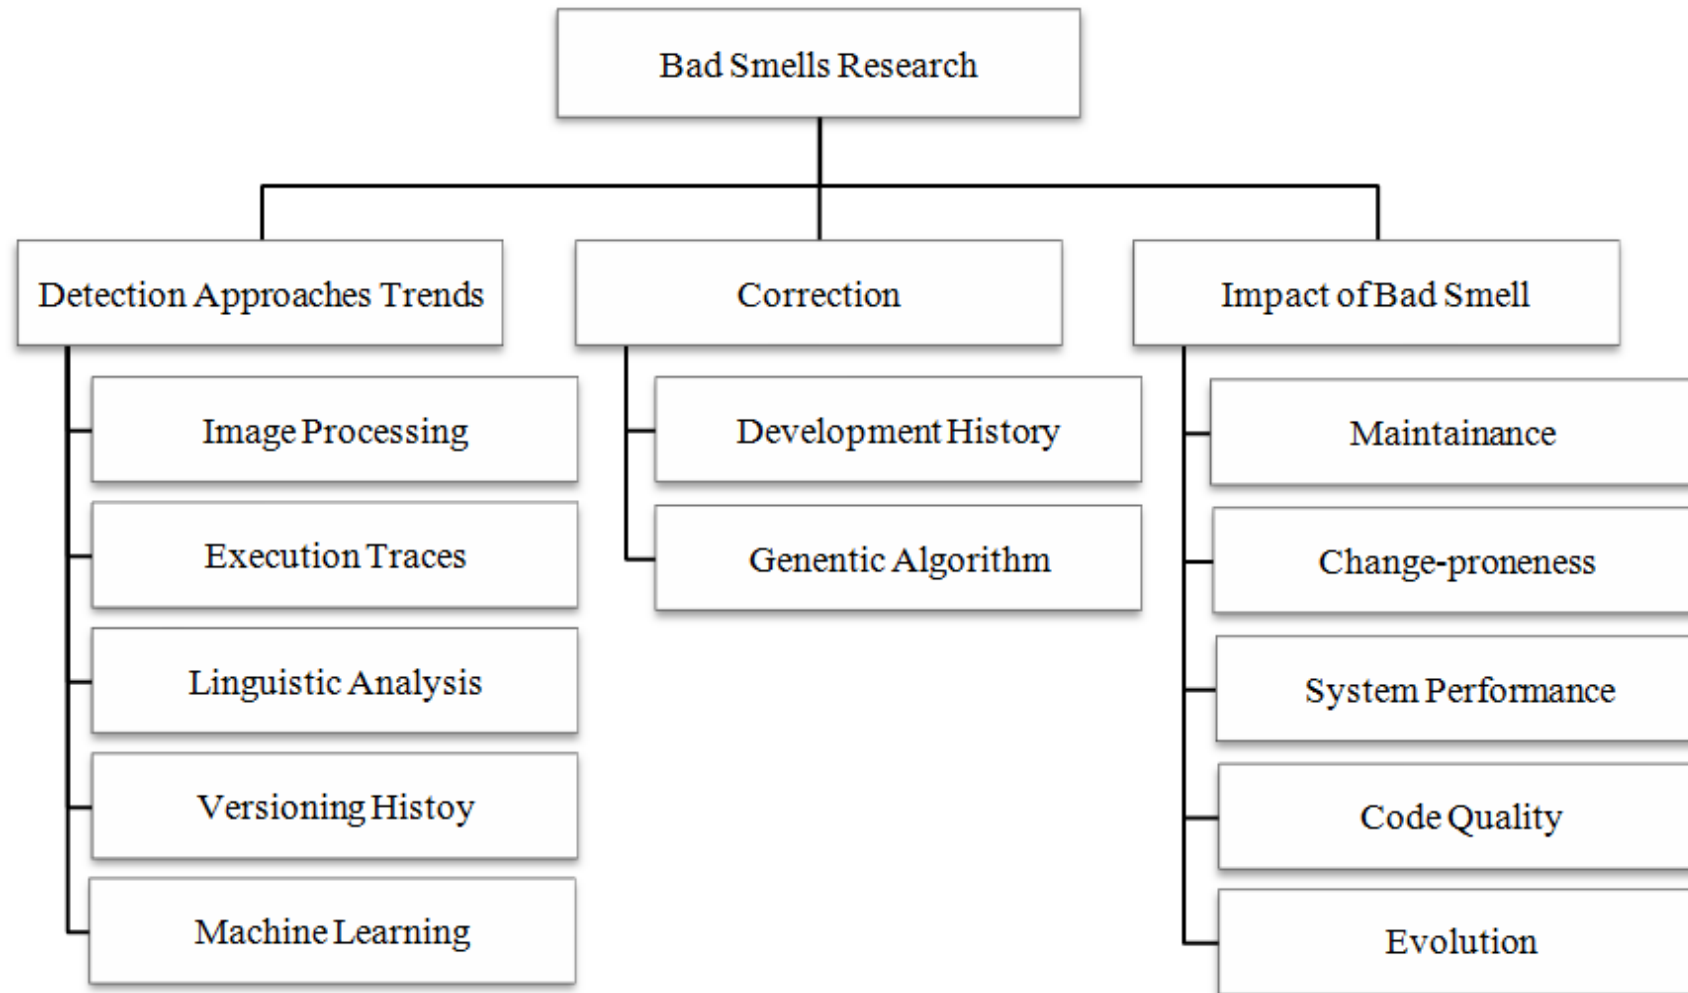 Bad Smells Research
Detection Approaches Trends
Image Processing
Execution Traces
Linguistic Analysis
Versioning Histoy
Machine Learning
Correction
Development History
Genentic Algorithm
Impact of Bad Smell
Maintainance
Change-proneness
System Performance
Code Quality
Evolution